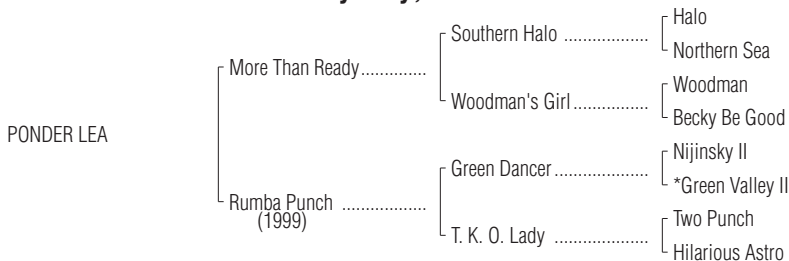 Halo
Southern Halo ....................
Northern Sea
More Than Ready..............
Woodman
Woodman's Girl..................
Becky Be Good
PONDER LEA
Nijinsky II
Green Dancer......................
*Green Valley II
Rumba Punch ..................
(1999)
Two Punch
T. K. O. Lady ......................
Hilarious Astro